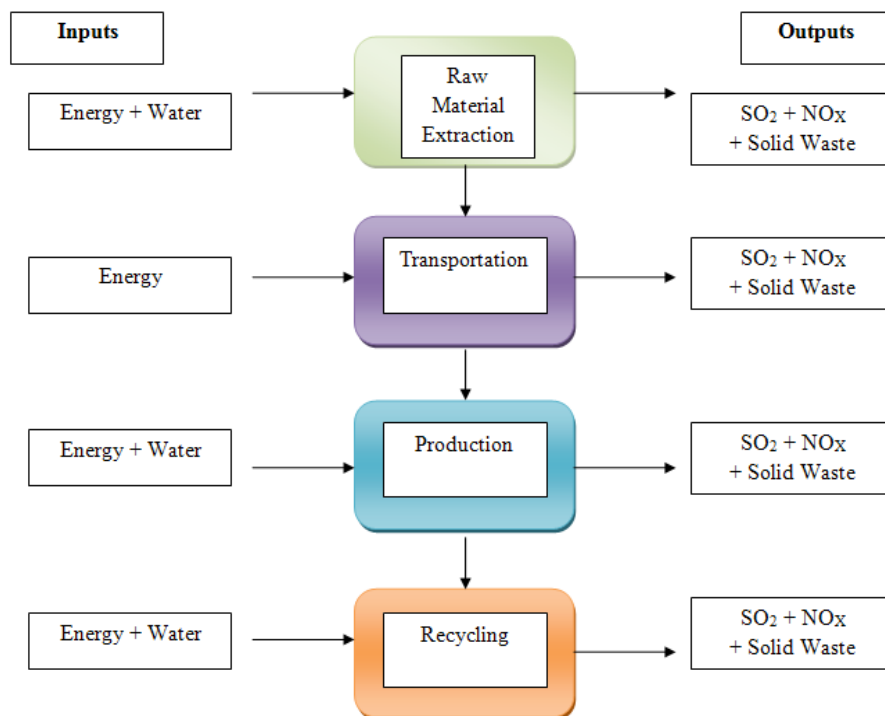 Inputs
Outputs
Raw
Material
Extraction
Energy + Water
SO₂ + NOX
+ Solid Waste
Transportation
Energy
SO₂ + NOX
+ Solid Waste
Production
Energy + Water
SO₂ + NOX
+ Solid Waste
Recycling
Energy + Water
SO₂ + NOX
+ Solid Waste